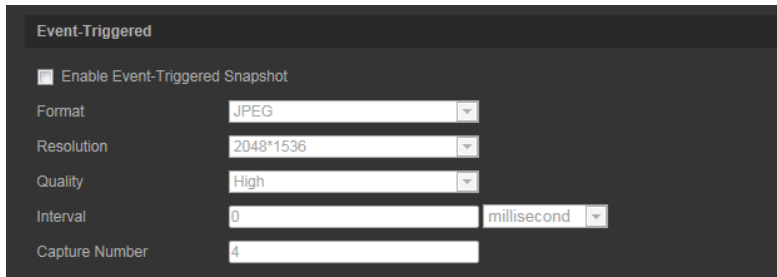 Event-Triggered
Enable Event-Triggered Snapshot
Format JPEG
Resolution 2048*1536
Quality High
Interval 0 millisecond
Capture Number 4